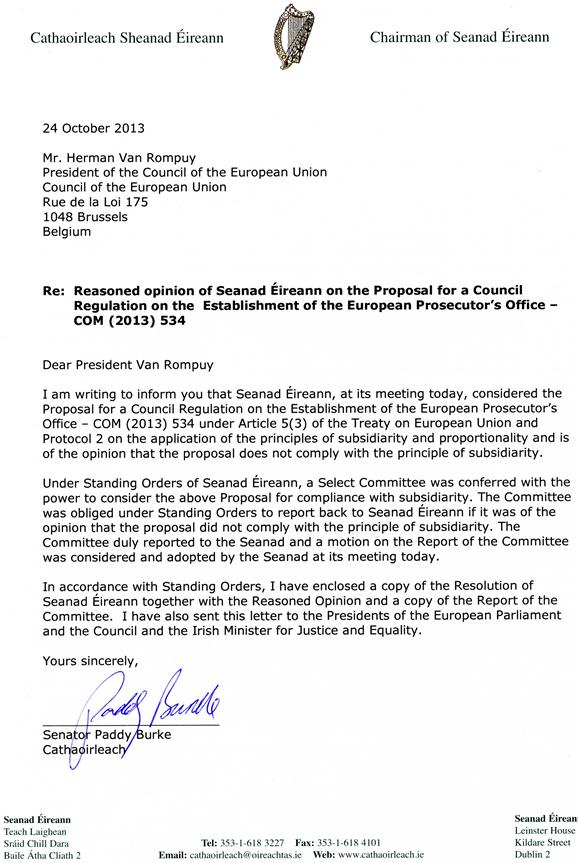 Cathaoirleach Sheanad Éireann
Chairman of Seanad Éireann
24 October 2013
Mr. Herman Van Rompuy
President of the Council of the European Union
Council of the European Union
Rue de la Loi 175
1048 Brussels
Belgium
Re: Reasoned opinion of Seanad Éireann on the Proposal for a Council
Regulation on the Establishment of the European Prosecutor's Office –
COM (2013) 534
Dear President Van Rompuy
I am writing to inform you that Seanad Éireann, at its meeting today, considered the
Proposal for a Council Regulation on the Establishment of the European Prosecutor's
Office – COM (2013) 534 under Article 5(3) of the Treaty on European Union and
Protocol 2 on the application of the principles of subsidiarity and proportionality and is
of the opinion that the proposal does not comply with the principle of subsidiarity.
Under Standing Orders of Seanad Éireann, a Select Committee was conferred with the
power to consider the above Proposal for compliance with subsidiarity. The Committee
was obliged under Standing Orders to report back to Seanad Éireann if it was of the
opinion that the proposal did not comply with the principle of subsidiarity. The
Committee duly reported to the Seanad and a motion on the Report of the Committee
was considered and adopted by the Seanad at its meeting today.
In accordance with Standing Orders, I have enclosed a copy of the Resolution of
Seanad Éireann together with the Reasoned Opinion and a copy of the Report of the
Committee. I have also sent this letter to the Presidents of the European Parliament
and the Council and the Irish Minister for Justice and Equality.
Yours sincerely,
Paddy Burke
Senator Paddy Burke
Cathaoirleach
Seanad Éireann
Teach Laighean
Sráid Chill Dara
Baile Átha Cliath 2
Tel: 353-1-618 3227 Fax: 353-1-618 4101
Email: cathaoirleach@oireachtas.ie Web: www.cathaoirleach.ie
Seanad Éirean
Leinster House
Kildare Street
Dublin 2